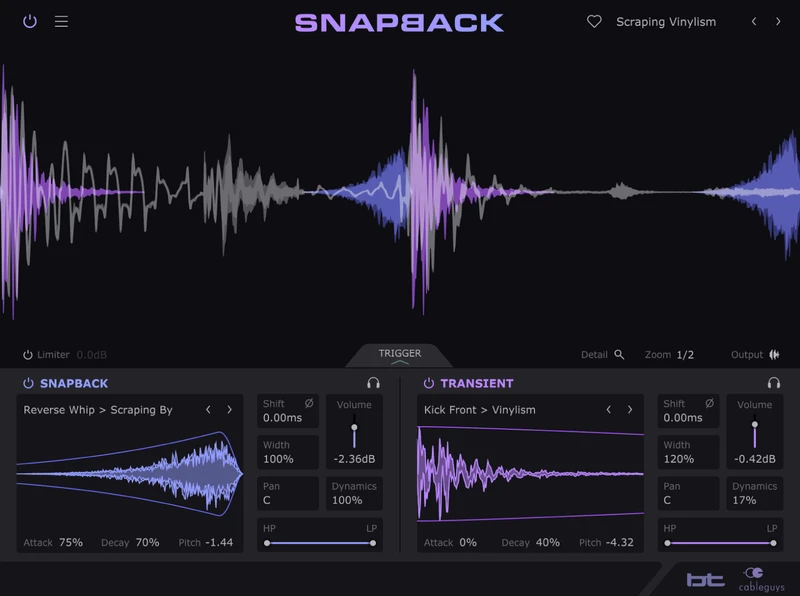 SNAPBACK
Scraping Vinylism
Limiter 0.0dB
TRIGGER
Detail
Zoom 1/2
Output
SNAPBACK
Reverse Whip > Scraping By
Attack 75% Decay 70% Pitch -1.44
Shift
0.00ms
Volume
-2.36dB
Width
100%
Pan
C
Dynamics
100%
HP LP
TRANSIENT
Kick Front > Vinylism
Attack 0% Decay 40% Pitch -4.32
Shift
0.00ms
Volume
-0.42dB
Width
120%
Pan
C
Dynamics
17%
HP LP
bt
cableguys